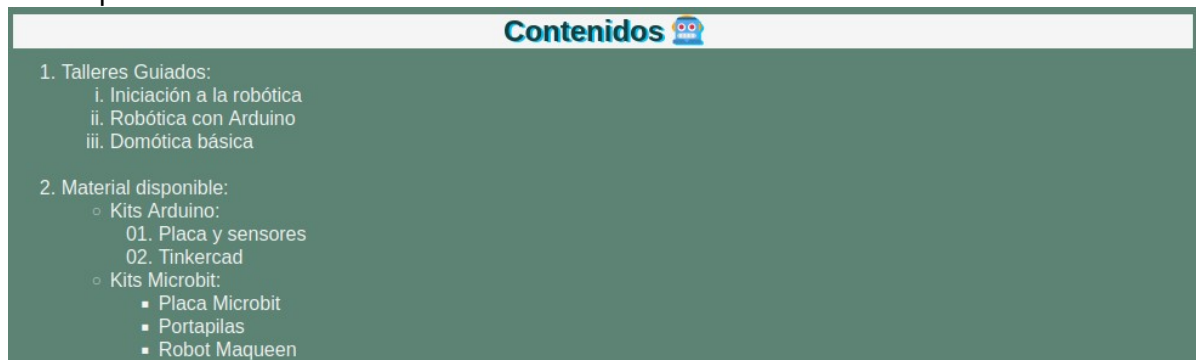 Contenidos 🤖
1. Talleres Guiados:
i. Iniciación a la robótica
ii. Robótica con Arduino
iii. Domótica básica
2. Material disponible:
○ Kits Arduino:
01. Placa y sensores
02. Tinkercad
○ Kits Microbit:
▪ Placa Microbit
▪ Portapilas
▪ Robot Maqueen